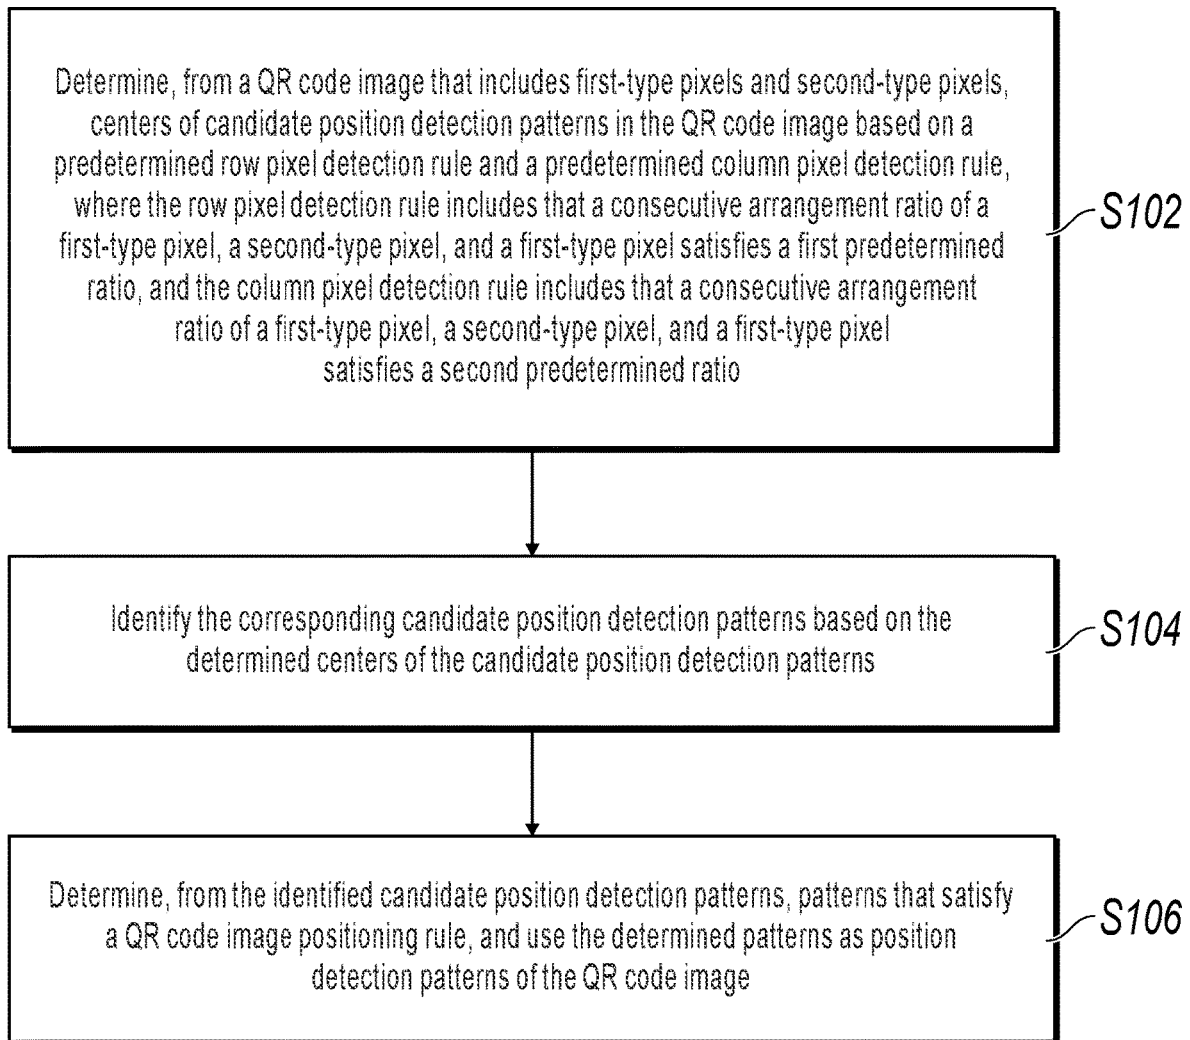 Determine, from a QR code image that includes first-type pixels and second-type pixels,
centers of candidate position detection patterns in the QR code image based on a
predetermined row pixel detection rule and a predetermined column pixel detection rule,
where the row pixel detection rule includes that a consecutive arrangement ratio of a
first-type pixel, a second-type pixel, and a first-type pixel satisfies a first predetermined
ratio, and the column pixel detection rule includes that a consecutive arrangement
ratio of a first-type pixel, a second-type pixel, and a first-type pixel
satisfies a second predetermined ratio
S102
Identify the corresponding candidate position detection patterns based on the
determined centers of the candidate position detection patterns
S104
Determine, from the identified candidate position detection patterns, patterns that satisfy
a QR code image positioning rule, and use the determined patterns as position
detection patterns of the QR code image
S106